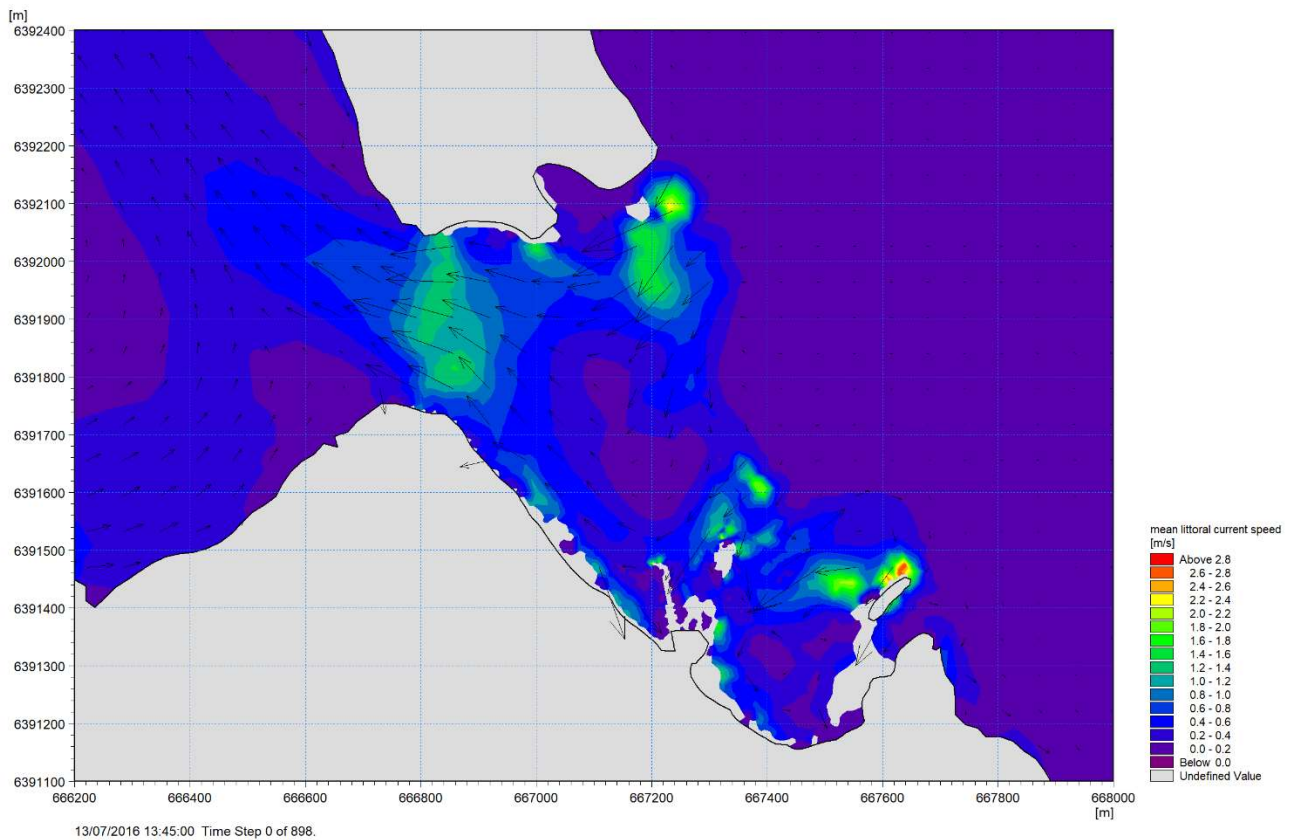 [m]
6392400
6392300
6392200
6392100
6392000
6391900
6391800
6391700
6391600
6391500
6391400
6391300
6391200
6391100
666200 666400 666600 666800 667000 667200 667400 667600 667800 668000
[m]
mean littoral current speed
[m/s]
Above 2.8
2.6 - 2.8
2.4 - 2.6
2.2 - 2.4
2.0 - 2.2
1.8 - 2.0
1.6 - 1.8
1.4 - 1.6
1.2 - 1.4
1.0 - 1.2
0.8 - 1.0
0.6 - 0.8
0.4 - 0.6
0.2 - 0.4
0.0 - 0.2
Below 0.0
Undefined Value
13/07/2016 13:45:00 Time Step 0 of 898.